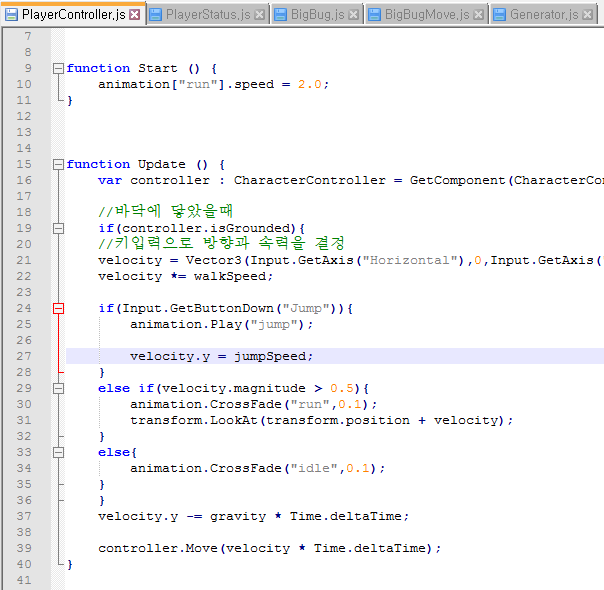 PlayerController.js PlayerStatus.js BigBug.js BigBugMove.js Generator.js
7
8
9 function Start () {
10 animation["run"].speed = 2.0;
11 }
12
13
14
15 function Update () {
16 var controller : CharacterController = GetComponent(CharacterCo
17
18 //바닥에 닿았을때
19 if(controller.isGrounded){
20 //키입력으로 방향과 속력을 결정
21 velocity = Vector3(Input.GetAxis("Horizontal"),0,Input.GetAxis("
22 velocity *= walkSpeed;
23
24 if(Input.GetButtonDown("Jump")){
25 animation.Play("jump");
26
27 velocity.y = jumpSpeed;
28 }
29 else if(velocity.magnitude > 0.5){
30 animation.CrossFade("run",0.1);
31 transform.LookAt(transform.position + velocity);
32 }
33 else{
34 animation.CrossFade("idle",0.1);
35 }
36 }
37 velocity.y -= gravity * Time.deltaTime;
38
39 controller.Move(velocity * Time.deltaTime);
40 }
41